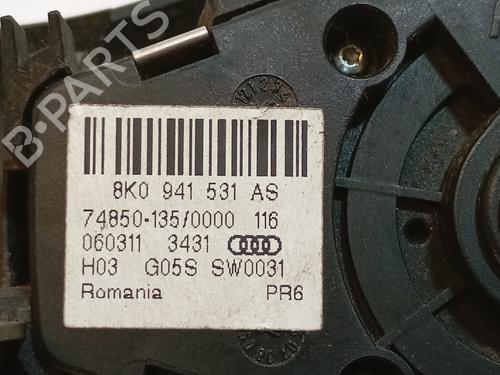 B-PARTS
8K0 941 531 AS
74850-135/0000 116
060311 3431
H03 G05S SW0031
Romania PR6